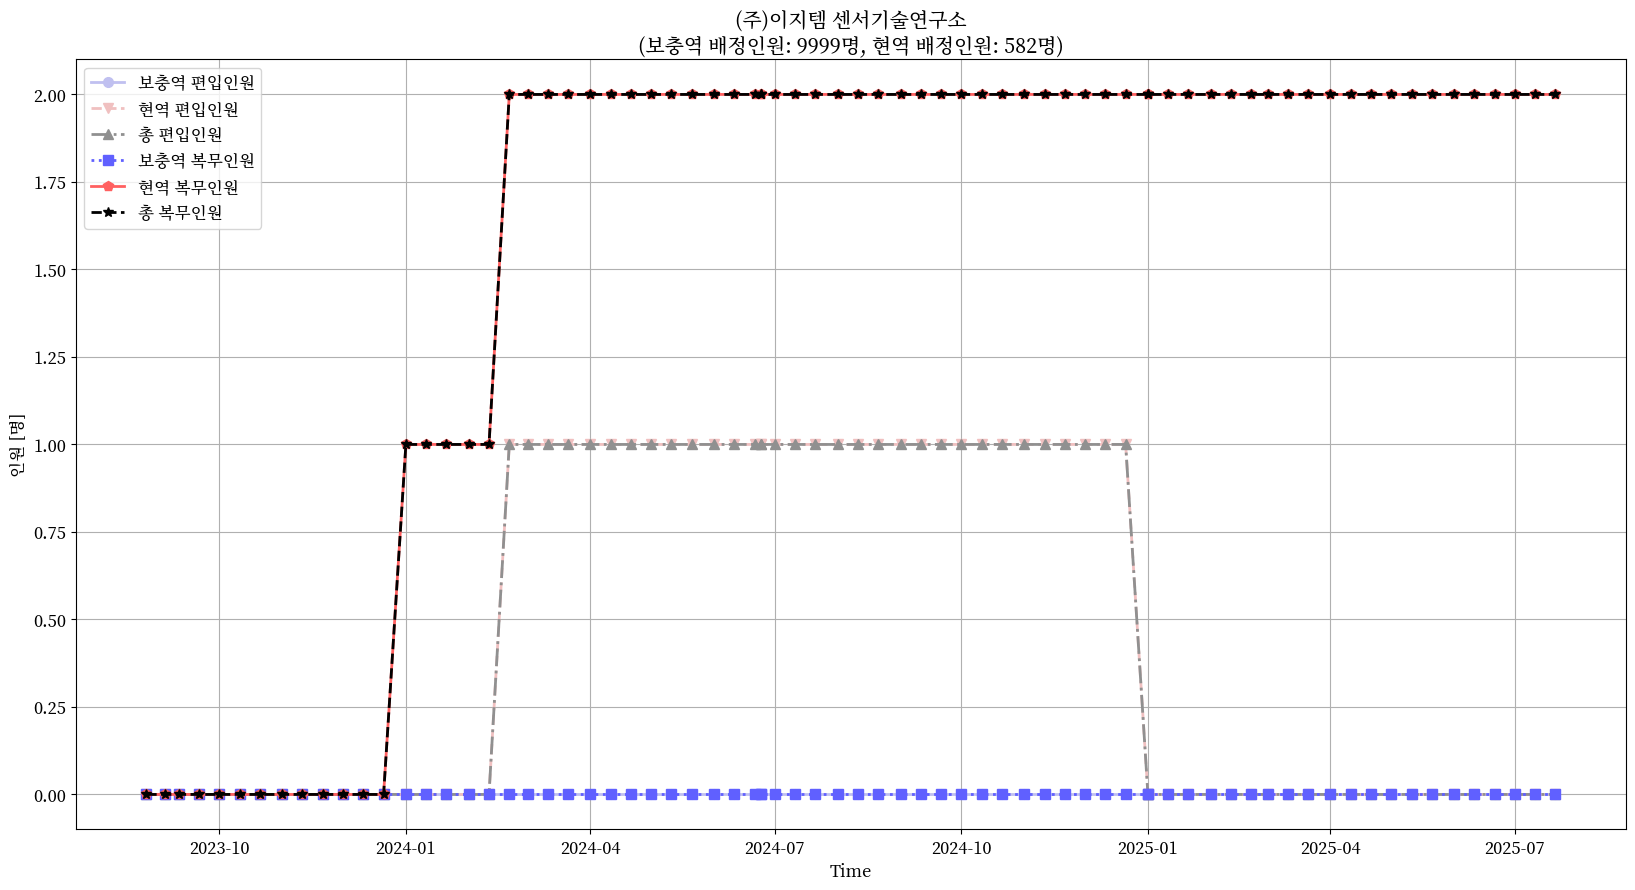 (주)이지템 센서기술연구소
(보충역 배정인원: 9999명, 현역 배정인원: 582명)
보충역 편입인원
현역 편입인원
총 편입인원
보충역 복무인원
현역 복무인원
총 복무인원
2.00
1.75
1.50
1.25
1.00
0.75
0.50
0.25
0.00
인원 [명]
2023-10
2024-01
2024-04
2024-07
2024-10
2025-01
2025-04
2025-07
Time